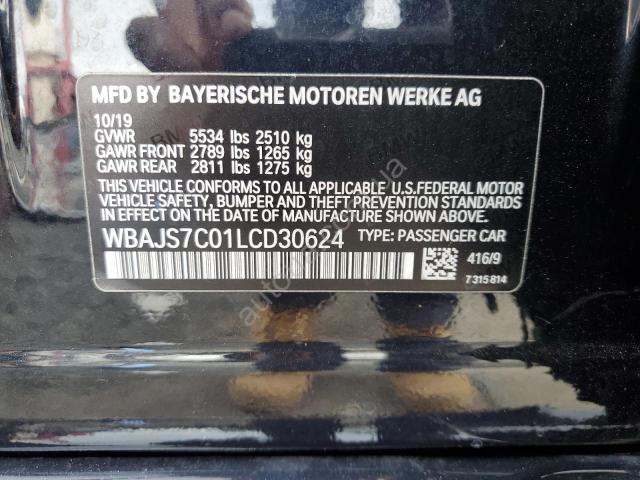 MFD BY BAYERISCHE MOTOREN WERKE AG
10/19
GVWR 5534 lbs 2510 kg
GAWR FRONT 2789 lbs 1265 kg
GAWR REAR 2811 lbs 1275 kg
THIS VEHICLE CONFORMS TO ALL APPLICABLE U.S.FEDERAL MOTOR
VEHICLE SAFETY, BUMPER AND THEFT PREVENTION STANDARDS
IN EFFECT ON THE DATE OF MANUFACTURE SHOWN ABOVE.
WBAJS7C01LCD30624 TYPE: PASSENGER CAR
416/9
7315814